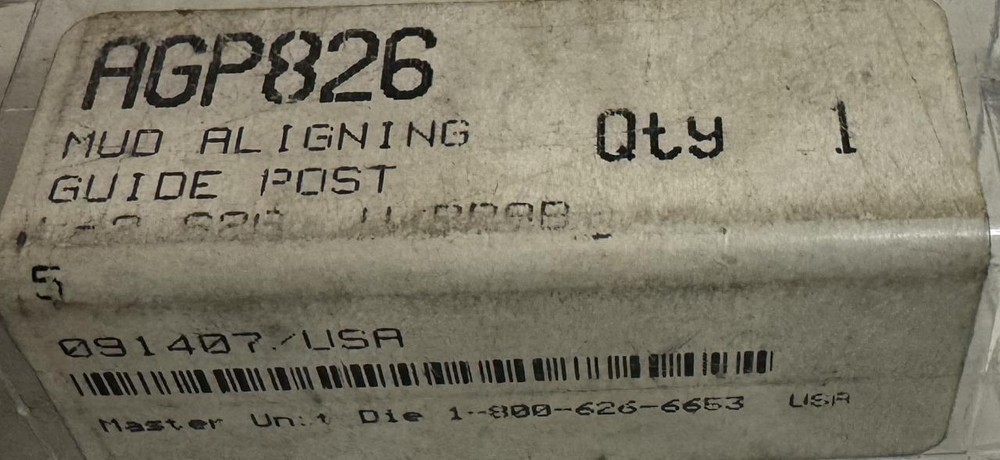 AGP826
MUD ALIGNING
GUIDE POST
Qty 1
5
091407/USA
Master Unit Die 1-800-626-6653 USA